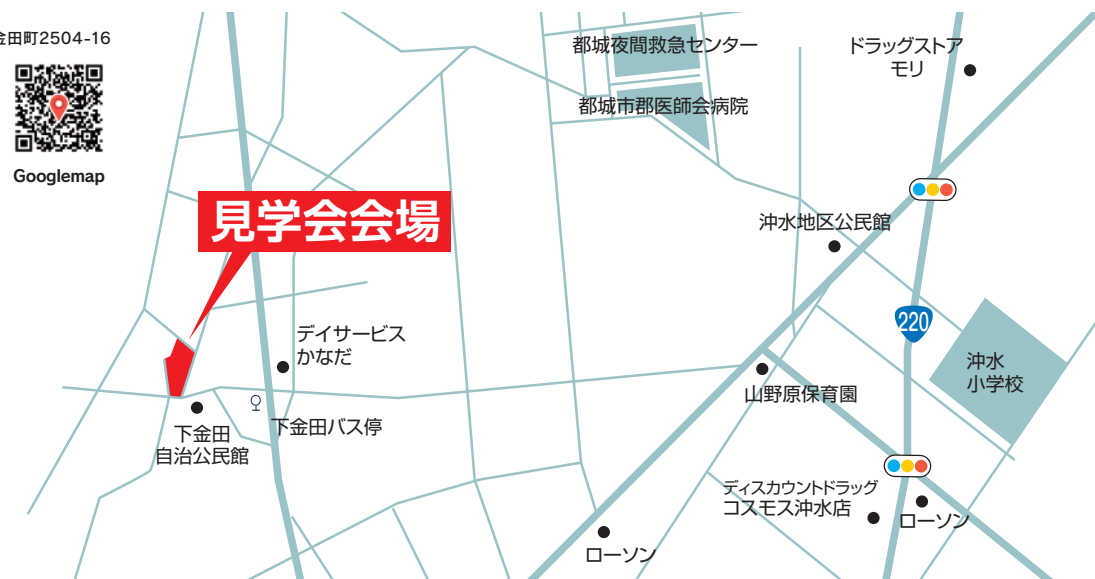 金田町2504-16
Googlemap
都城夜間救急センター
都城市郡医師会病院
ドラッグストア
モリ
見学会会場
沖水地区公民館
220
沖水
小学校
デイサービス
かなだ
山野原保育園
下金田バス停
下金田
自治公民館
ディスカウントドラッグ
コスモス沖水店
ローソン
ローソン